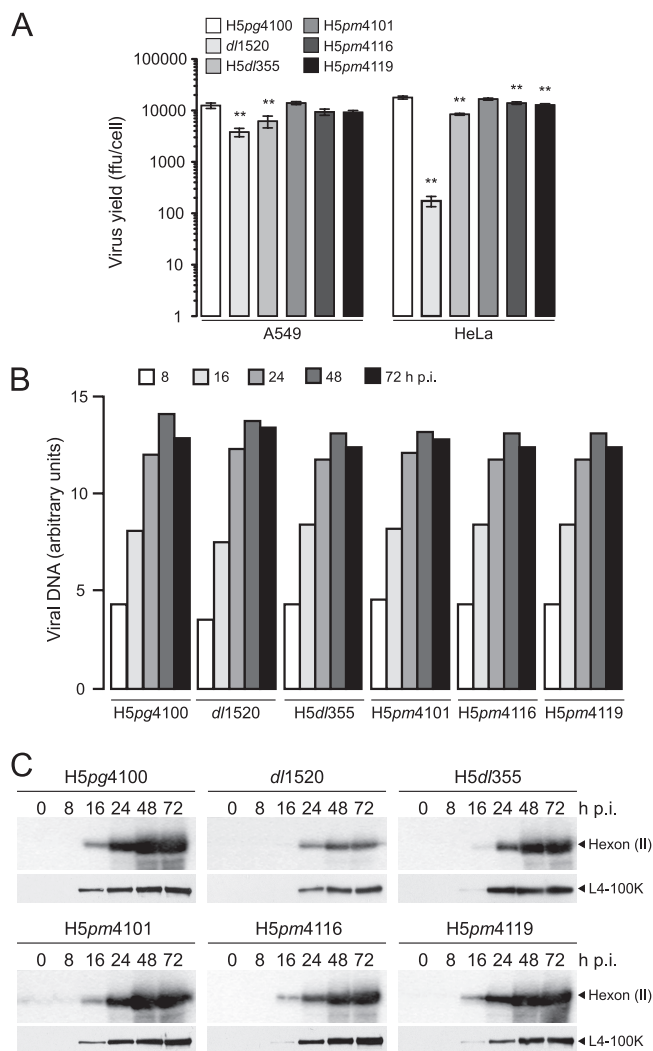 A
H5pg4100 H5pm4101
dl1520 H5pm4116
H5dl355 H5pm4119
Virus yield (ffu/cell)
100000
10000
1000
100
10
1
** ** ** ** ** **
A549 HeLa
B
8 16 24 48 72 h p.i.
Viral DNA (arbitrary units)
15
10
5
0
H5pg4100 dl1520 H5dl355 H5pm4101 H5pm4116 H5pm4119
C
H5pg4100 dl1520 H5dl355
0 8 16 24 48 72 0 8 16 24 48 72 0 8 16 24 48 72 h p.i.
Hexon (II)
L4-100K
H5pm4101 H5pm4116 H5pm4119
0 8 16 24 48 72 0 8 16 24 48 72 0 8 16 24 48 72 h p.i.
Hexon (II)
L4-100K